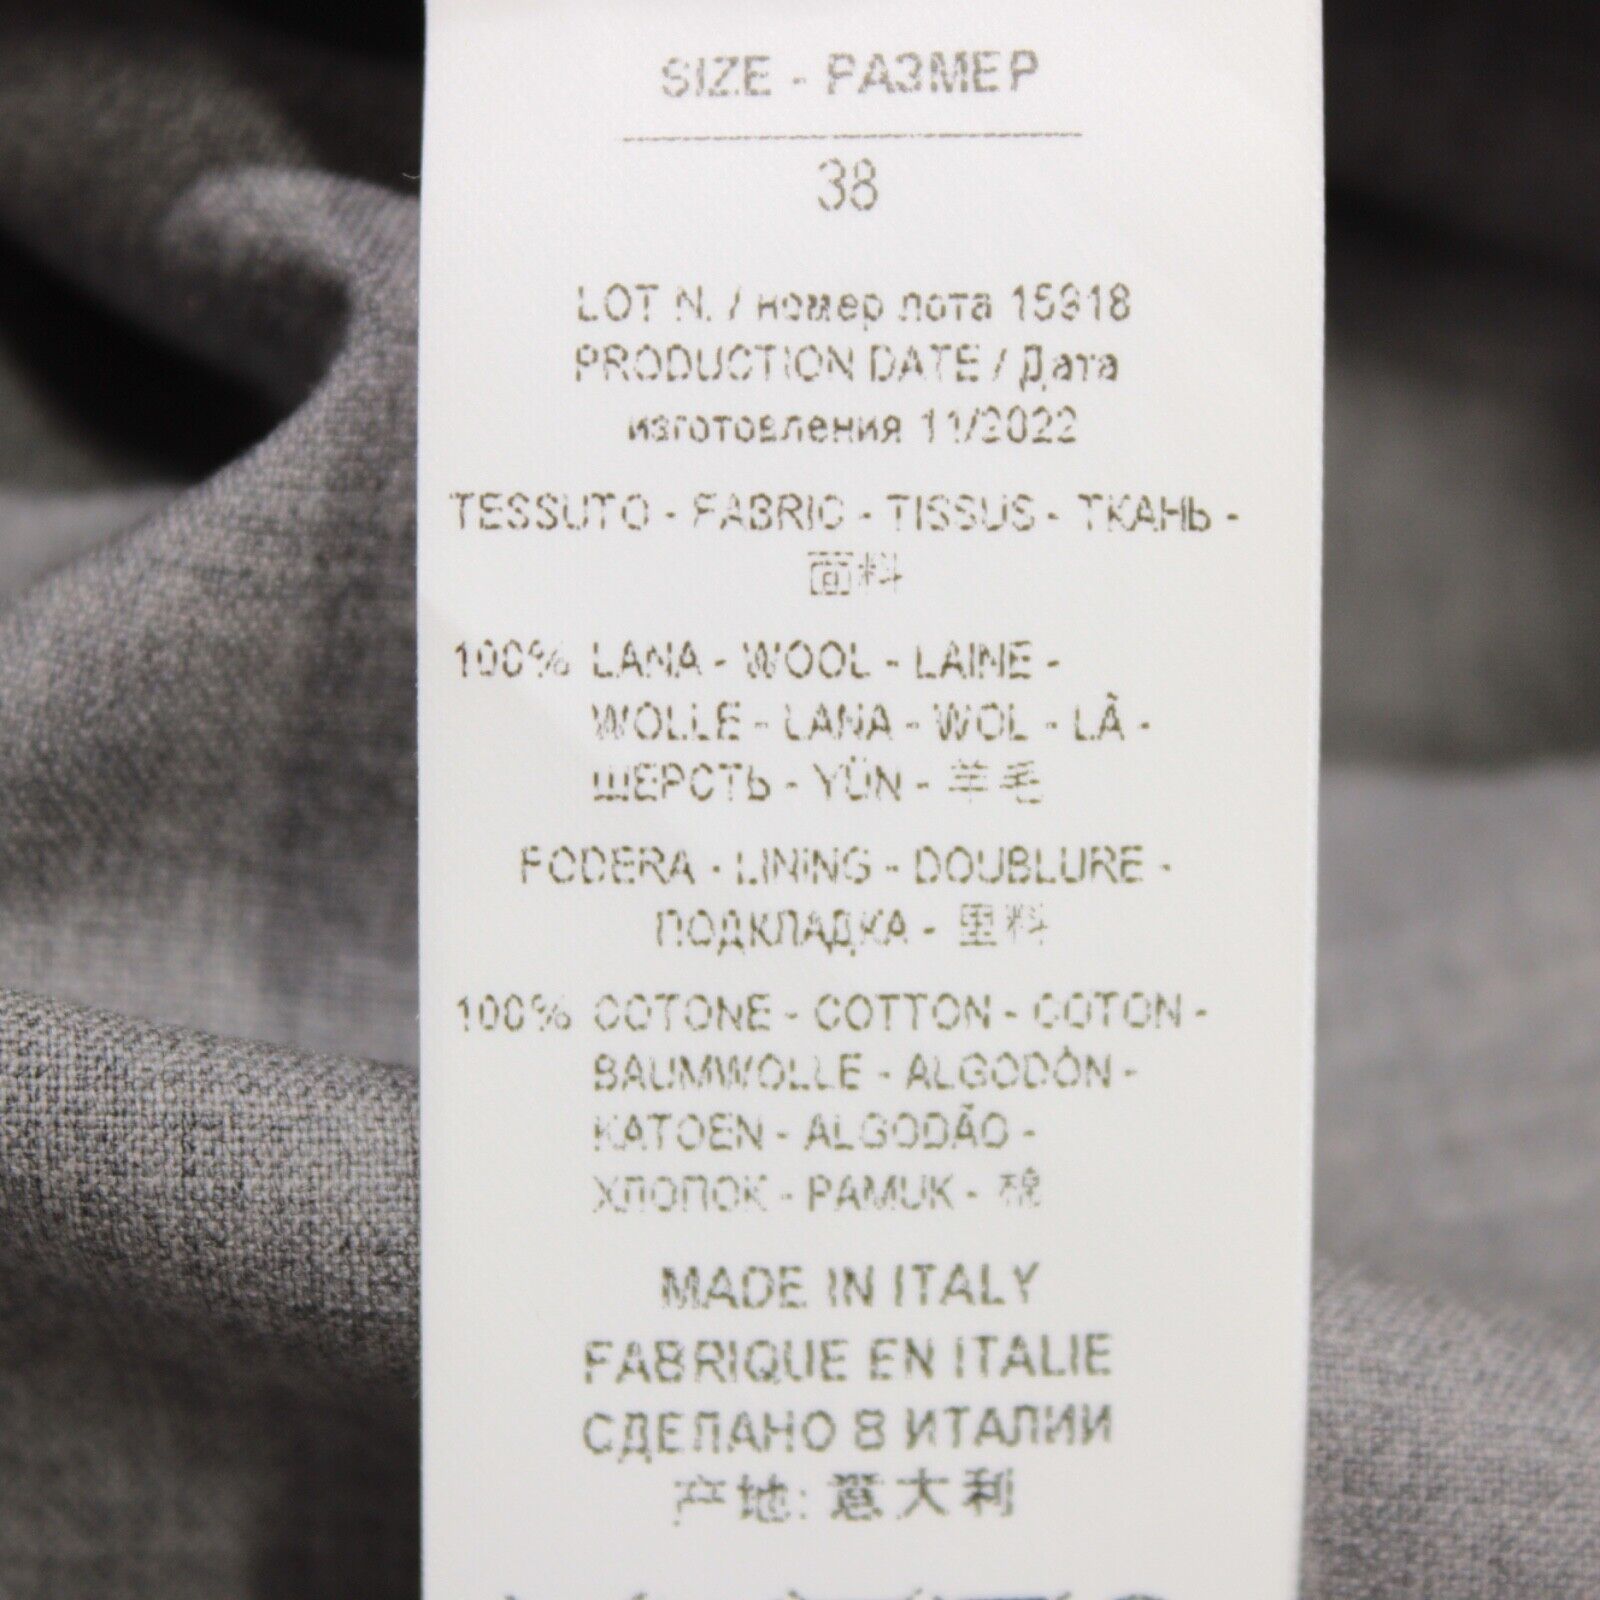 SIZE - РАЗМЕР
38
LOT N. / номер лота 15318
PRODUCTION DATE / Дата
изготовления 11/2022
TESSUTO - FABRIC - TISSUS - ТКАНЬ -
面料
100% LANA - WOOL - LAINE -
WOLLE - LANA - WOL - LÃ -
ШЕРСТЬ - YÜN - 羊毛
FODERA - LINING - DOUBLURE -
ПОДКЛАДКА - 里料
100% COTONE - COTTON - COTON -
BAUMWOLLE - ALGODÒN -
KATOEN - ALGODÃO -
ХЛОПОК - PAMUK - 棉
MADE IN ITALY
FABRIQUE EN ITALIE
СДЕЛАНО В ИТАЛИИ
产地: 意大利